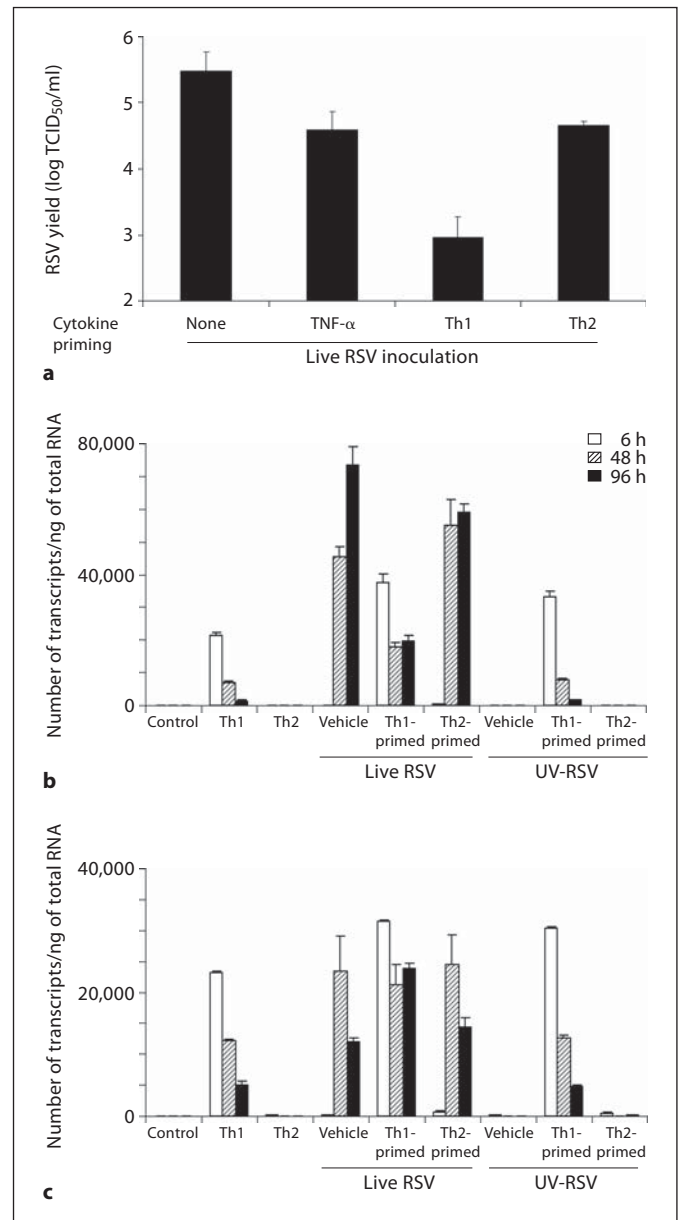 6
5
4
3
2
RSV yield (log TCID₅₀/ml)
Cytokine priming
None TNF-α Th1 Th2
Live RSV inoculation
a
80,000
40,000
0
Number of transcripts/ng of total RNA
6 h
48 h
96 h
Control Th1 Th2 Vehicle Th1-primed Th2-primed Vehicle Th1-primed Th2-primed
Live RSV UV-RSV
b
40,000
20,000
0
Number of transcripts/ng of total RNA
Control Th1 Th2 Vehicle Th1-primed Th2-primed Vehicle Th1-primed Th2-primed
Live RSV UV-RSV
c